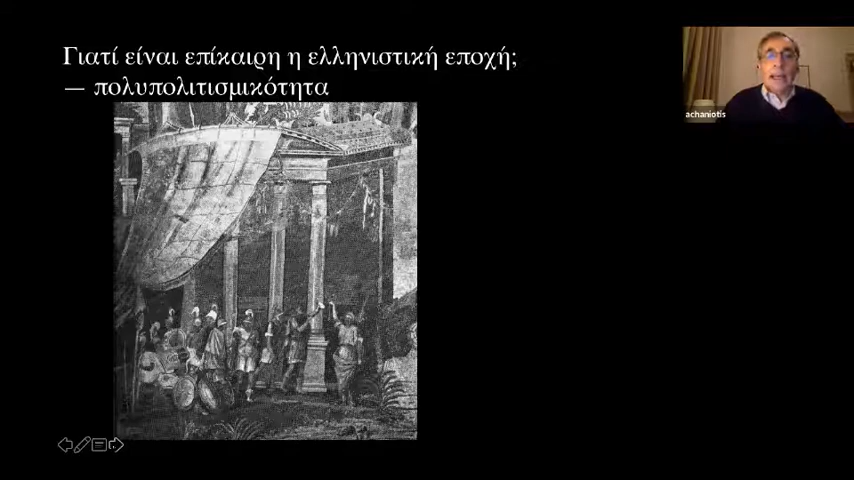 Γιατί είναι επίκαιρη η ελληνιστική εποχή;
— πολυπολιτισμικότητα
achaniotis